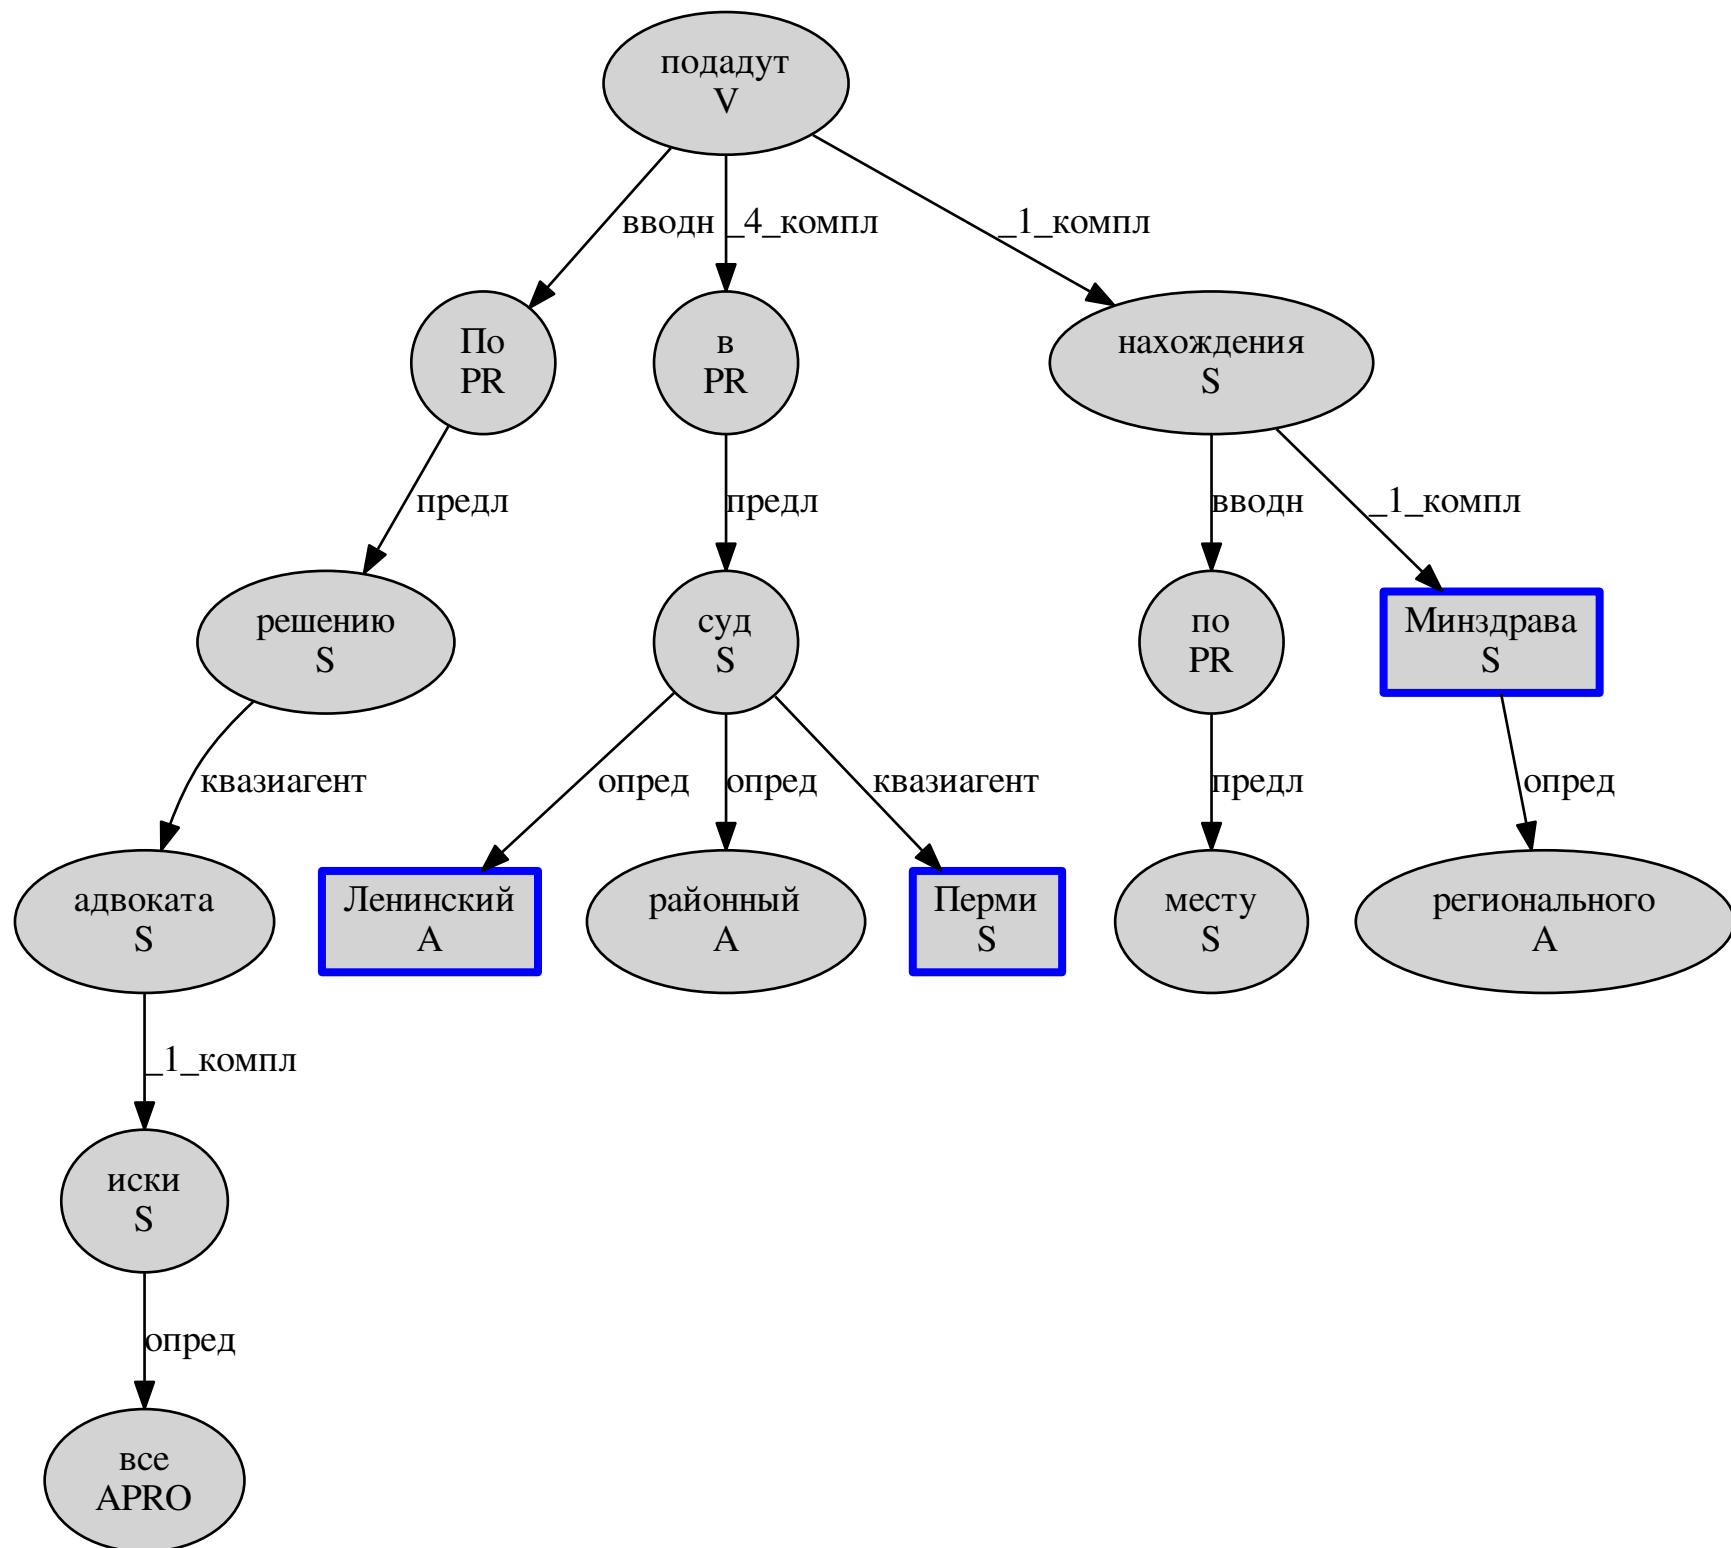 подадут
V
вводн
_4_компл
_1_компл
По
PR
в
PR
нахождения
S
предл
предл
вводн
_1_компл
решению
S
суд
S
по
PR
Минздрава
S
квазиагент
опред
опред
квазиагент
предл
опред
адвоката
S
Ленинский
A
районный
A
Перми
S
месту
S
регионального
A
_1_компл
иски
S
опред
все
APRO